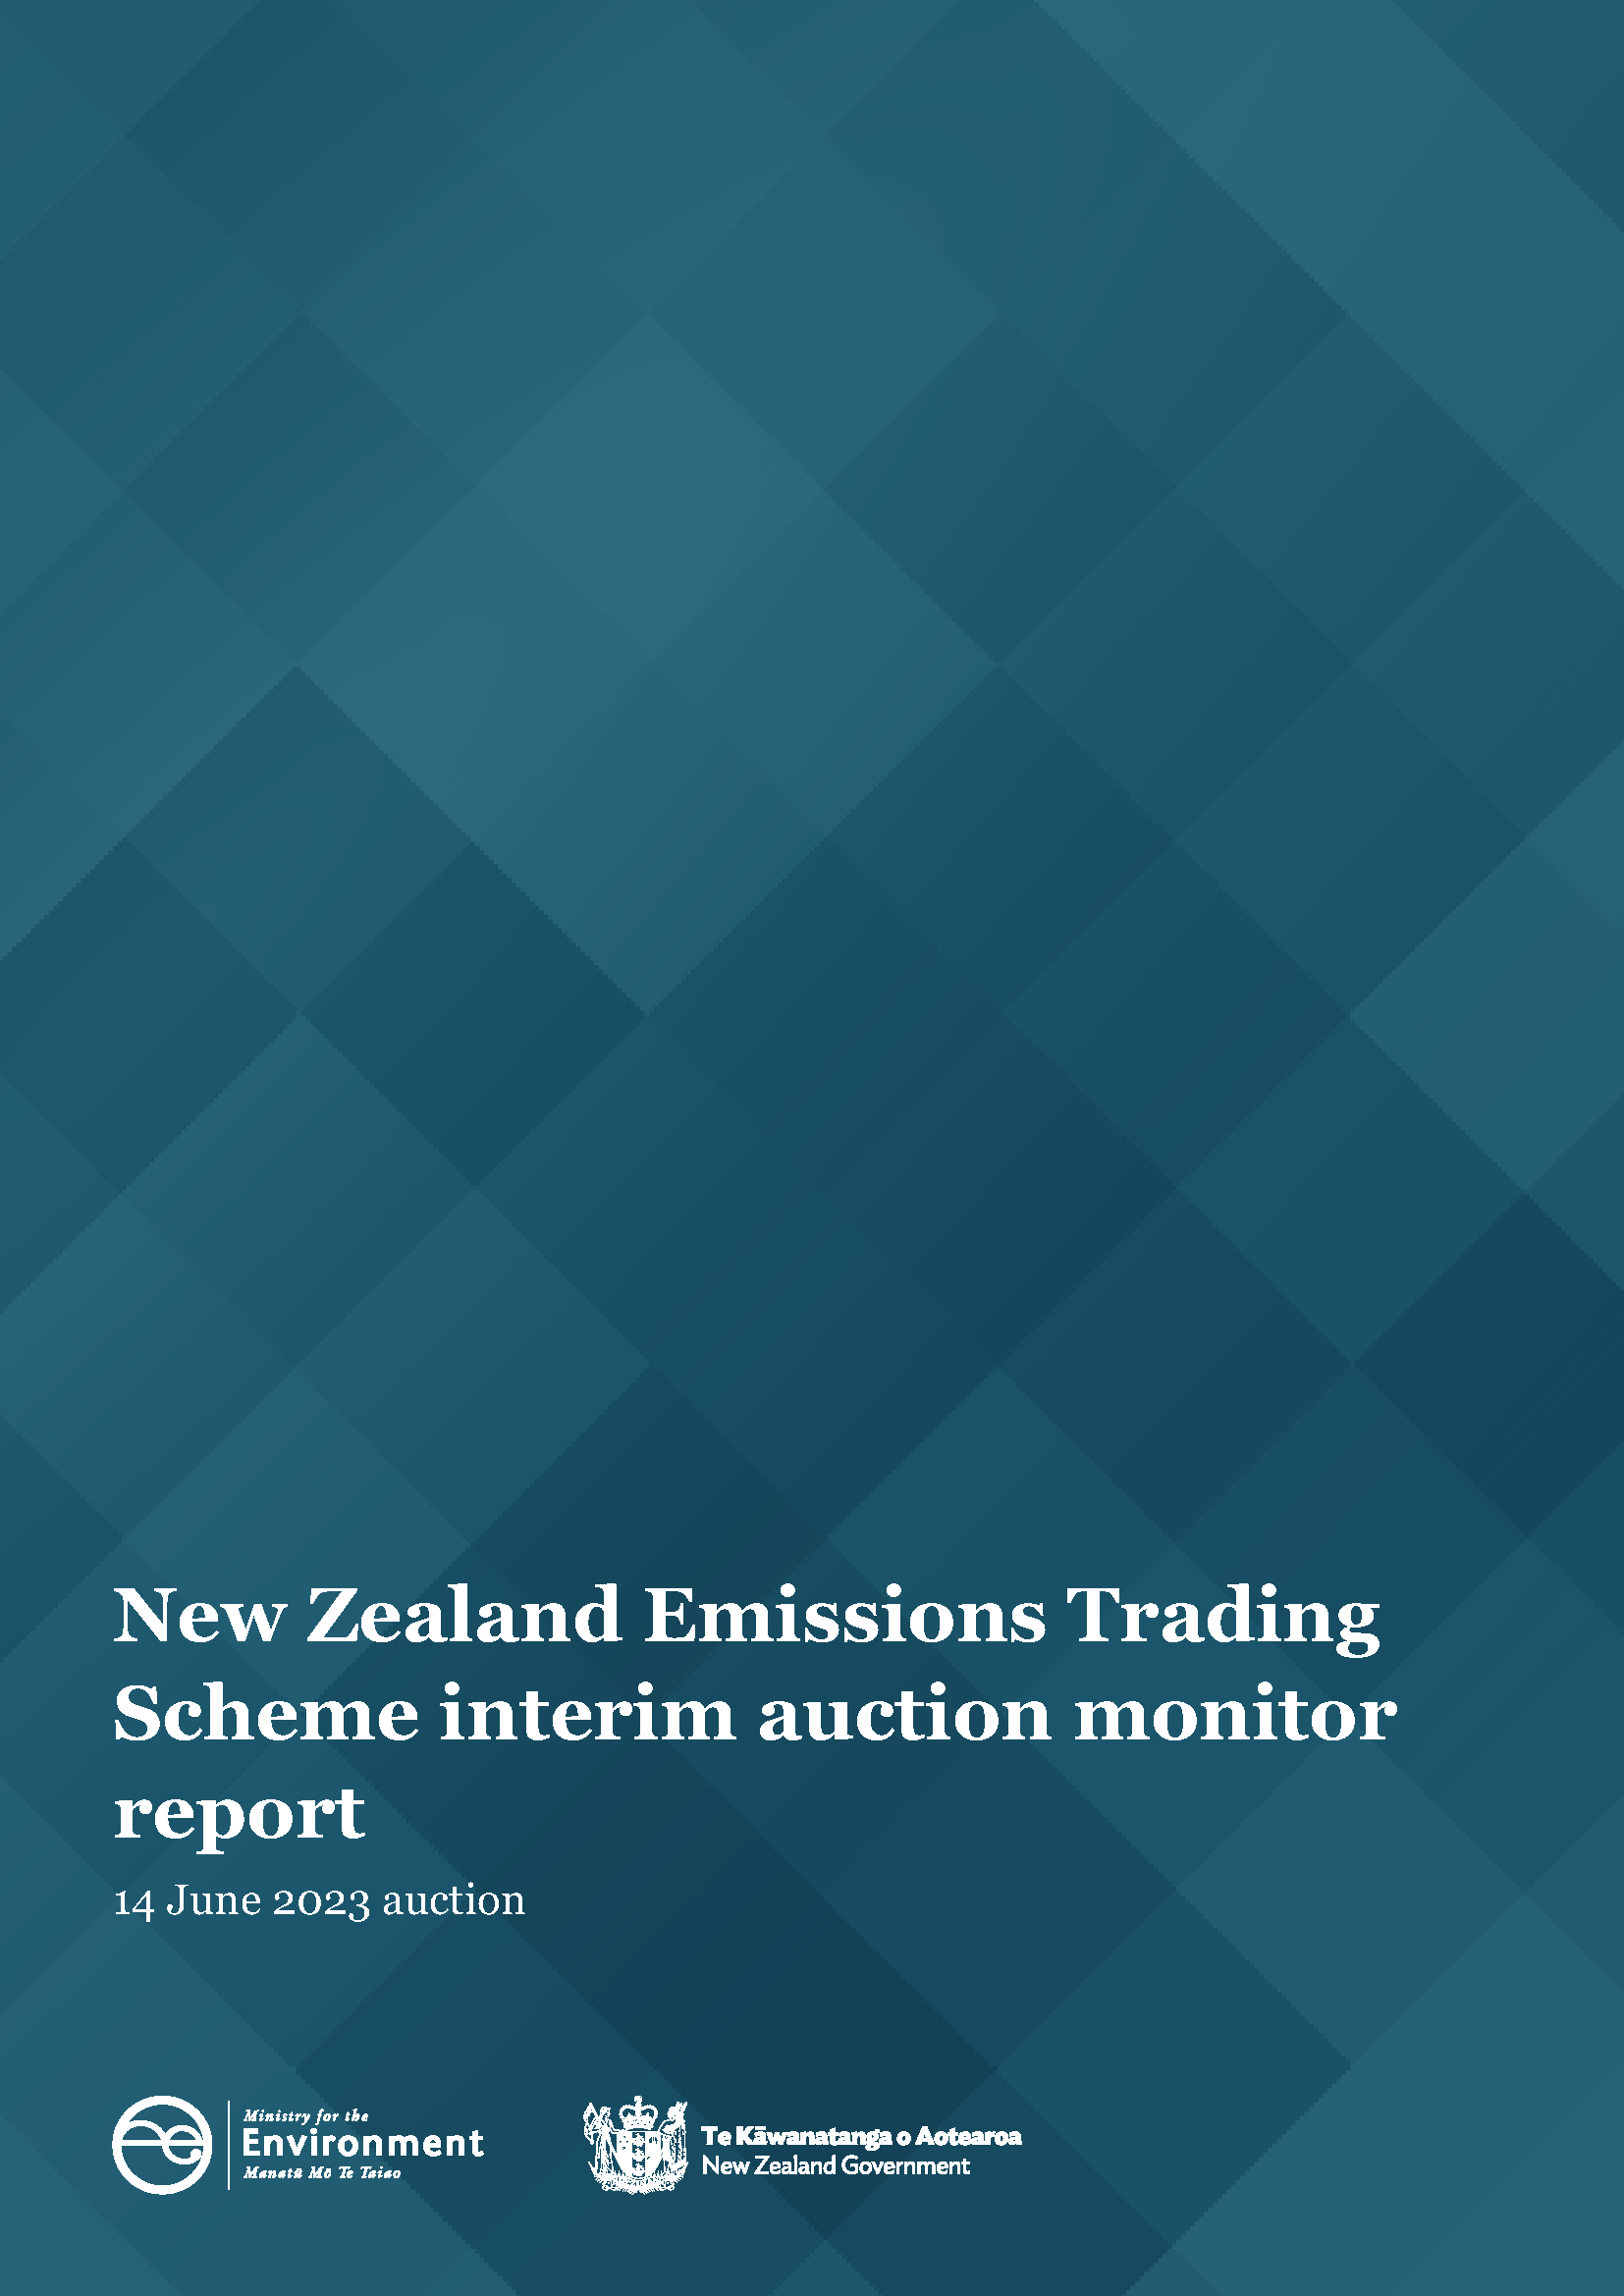 New Zealand Emissions Trading
Scheme interim auction monitor
report
14 June 2023 auction
Ministry for the
Environment
Manatū Mō Te Taiao
Te Kāwanatanga o Aotearoa
New Zealand Government